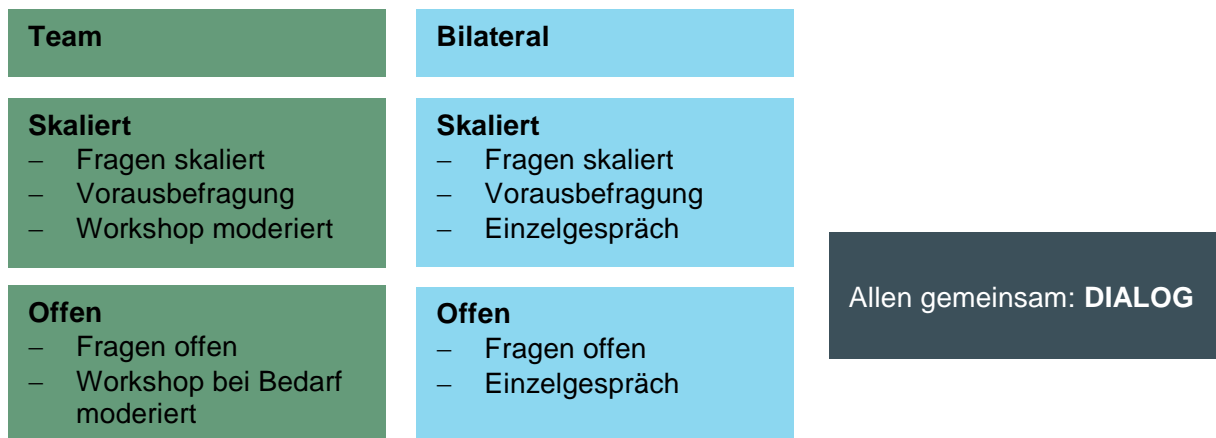 Team
Skaliert
– Fragen skaliert
– Vorausbefragung
– Workshop moderiert
Offen
– Fragen offen
– Workshop bei Bedarf
moderiert
Bilateral
Skaliert
– Fragen skaliert
– Vorausbefragung
– Einzelgespräch
Offen
– Fragen offen
– Einzelgespräch
Allen gemeinsam: DIALOG